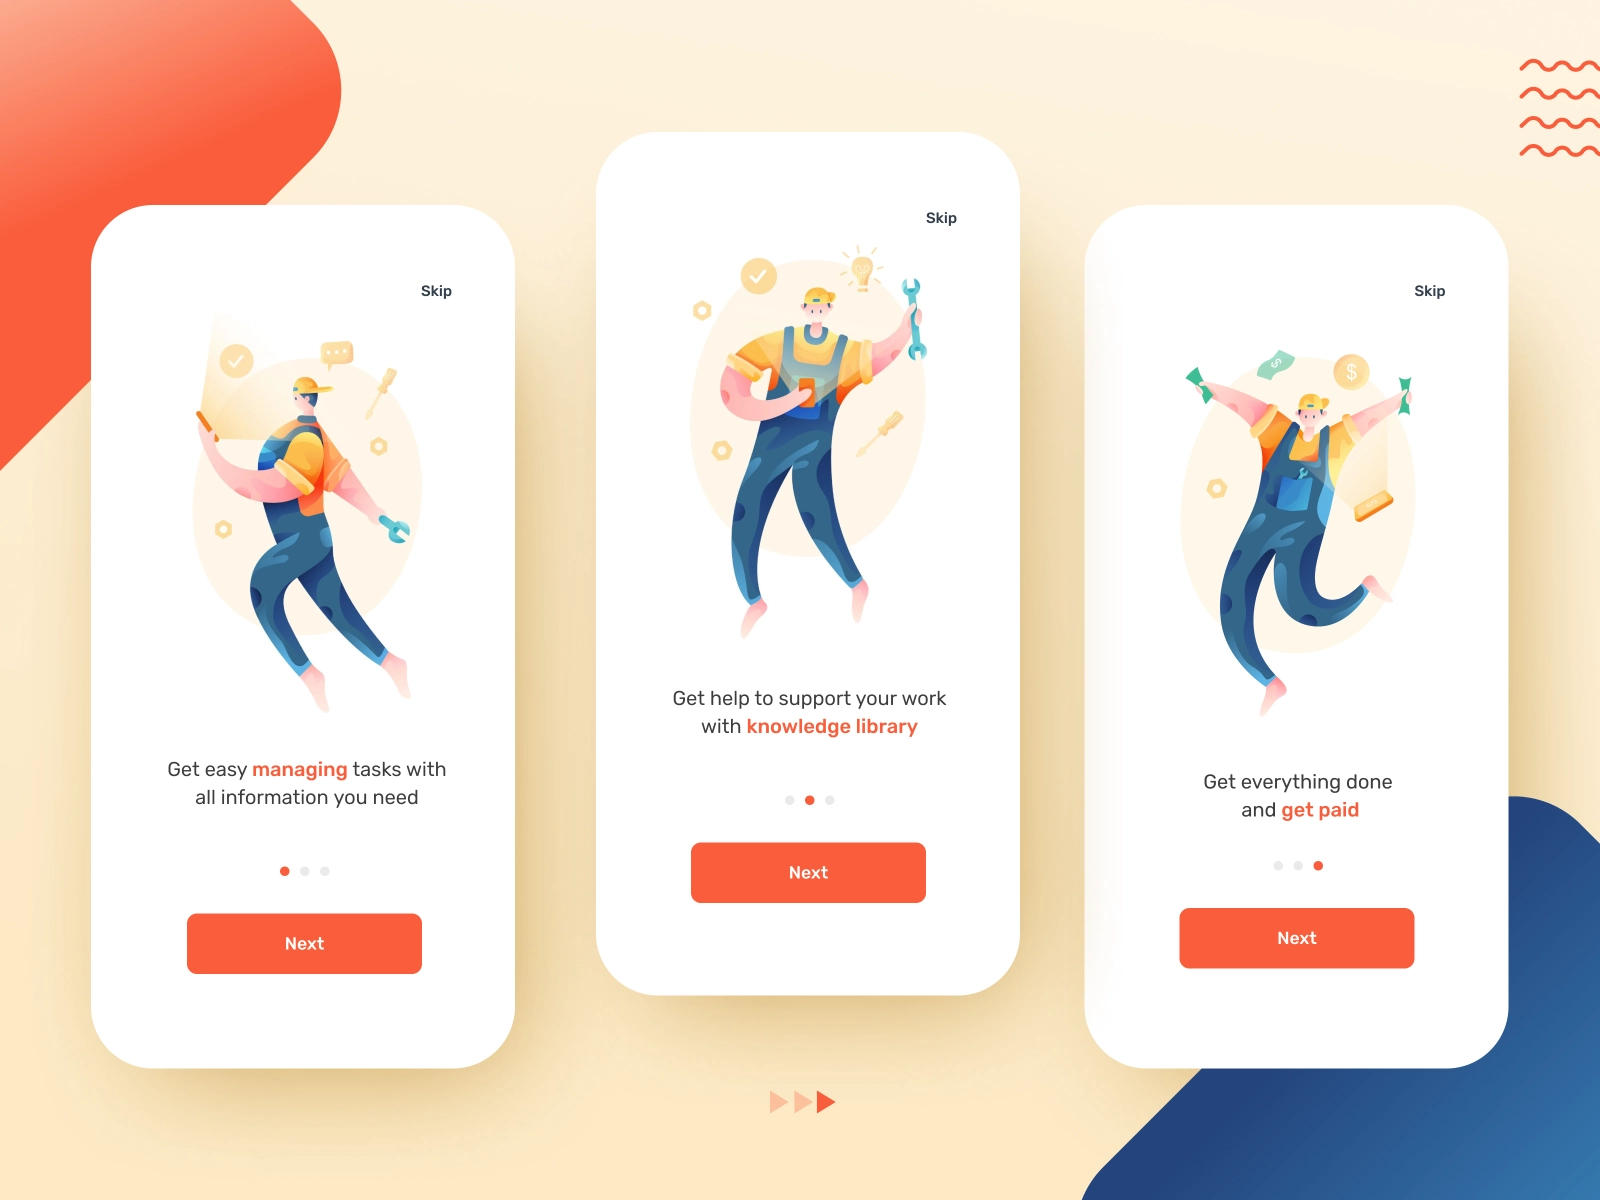 Skip
Get easy managing tasks with
all information you need
Next
Skip
Get help to support your work
with knowledge library
Next
Skip
$
$
Get everything done
and get paid
Next